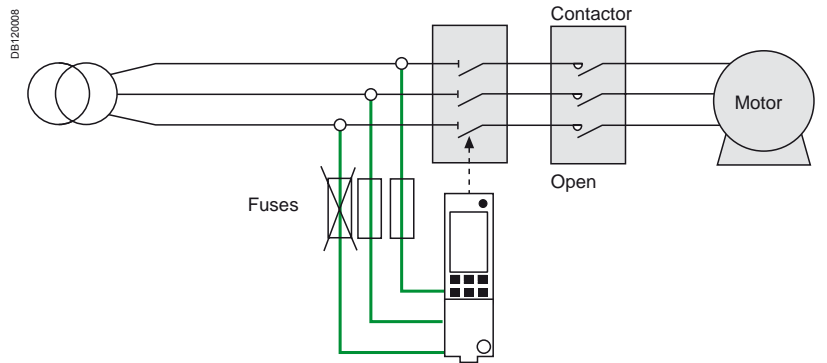 DB120008
Contactor
Motor
Open
Fuses